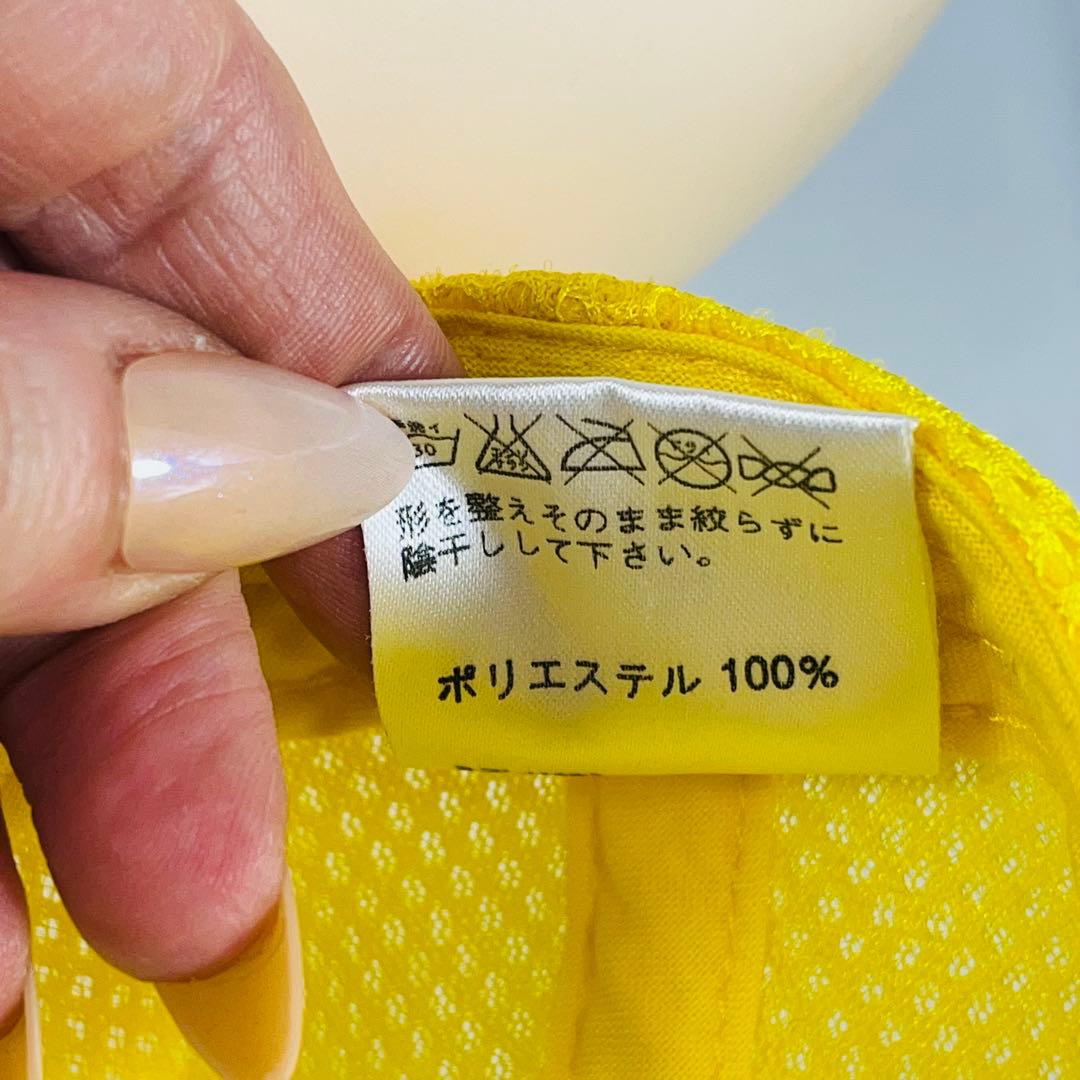 30
形を整えそのまま絞らずに
陰干しして下さい。
ポリエステル 100%